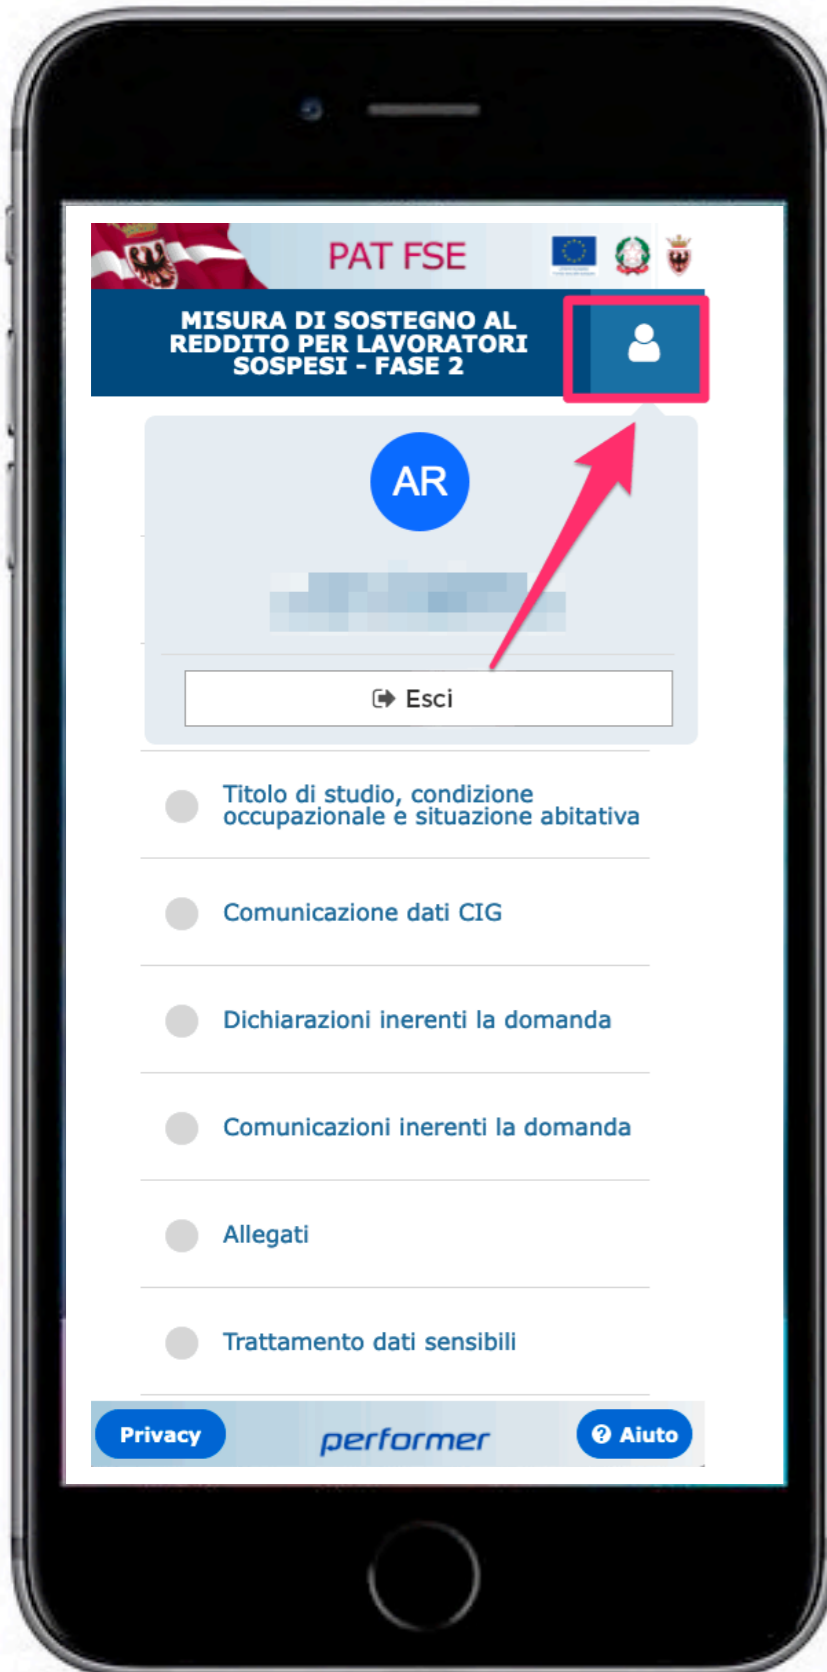 PAT FSE
MISURA DI SOSTEGNO AL
REDDITO PER LAVORATORI
SOSPESI - FASE 2
AR
Esci
Titolo di studio, condizione
occupazionale e situazione abitativa
Comunicazione dati CIG
Dichiarazioni inerenti la domanda
Comunicazioni inerenti la domanda
Allegati
Trattamento dati sensibili
Privacy
performer
Aiuto